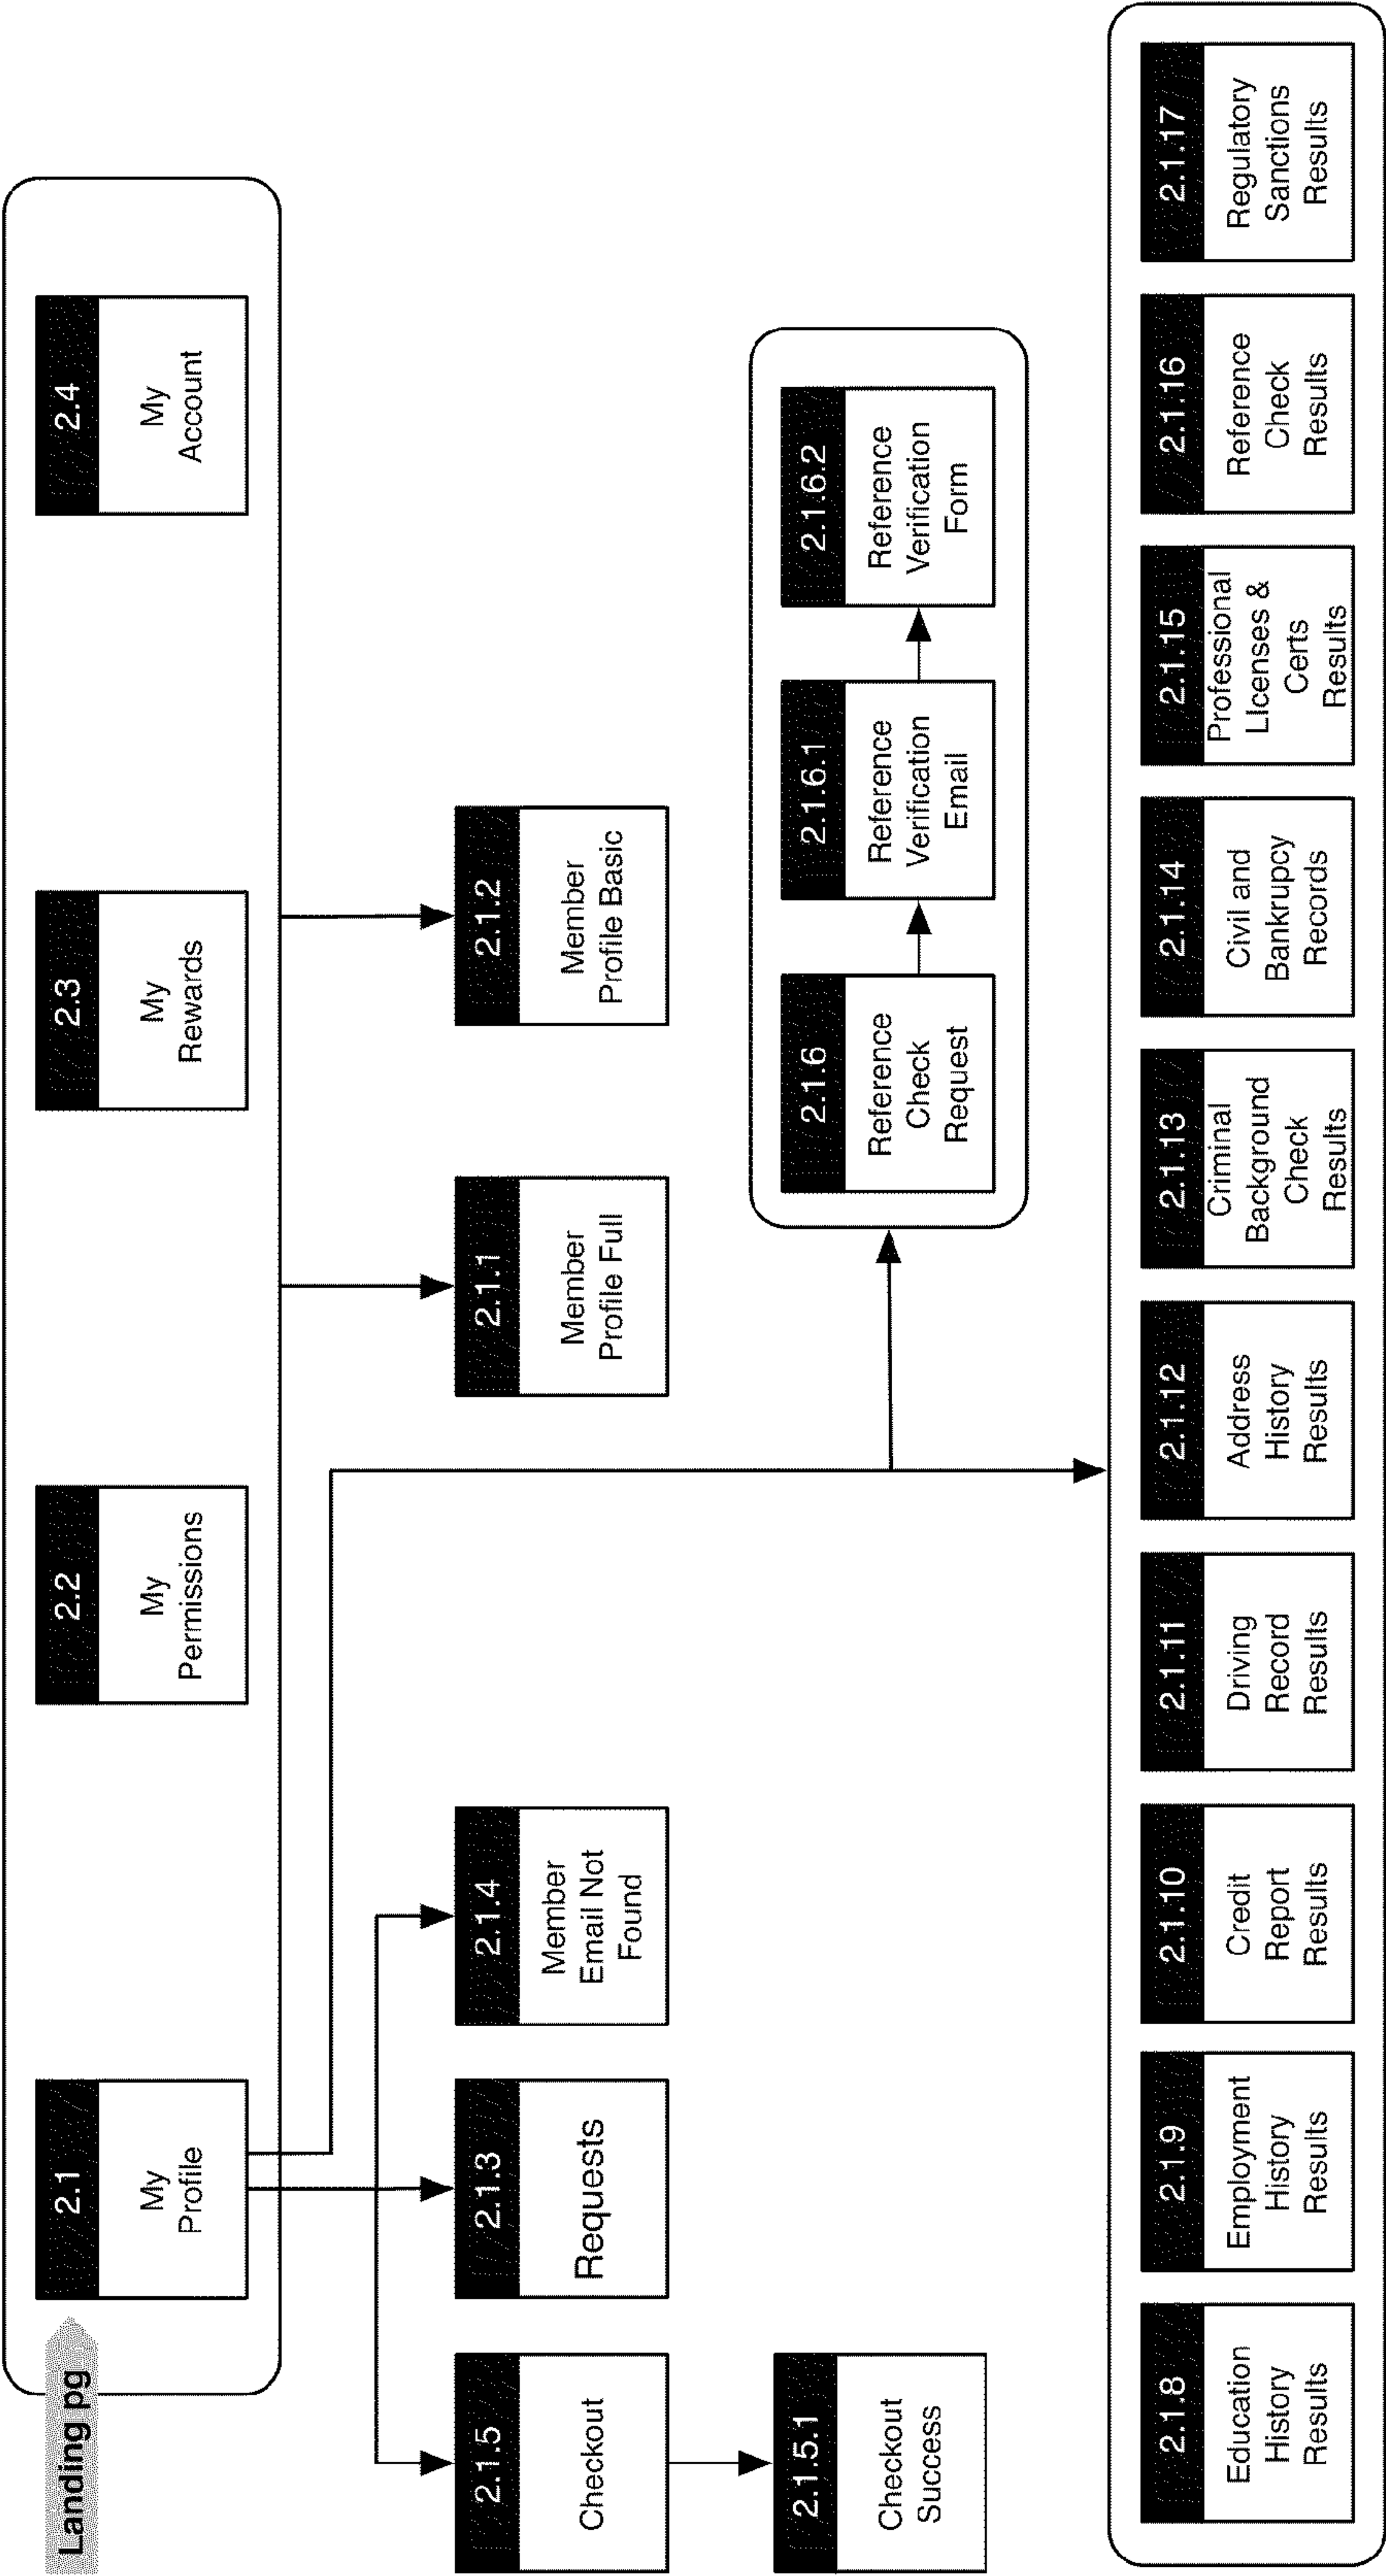 Landing pg
2.1
My
Profile
2.2
My
Permissions
2.3
My
Rewards
2.4
My
Account
2.1.5
Checkout
2.1.3
Requests
2.1.4
Member
Email Not
Found
2.1.1
Member
Profile Full
2.1.2
Member
Profile Basic
2.1.5.1
Checkout
Success
2.1.6
Reference
Check
Request
2.1.6.1
Reference
Verification
Email
2.1.6.2
Reference
Verification
Form
2.1.8
Education
History
Results
2.1.9
Employment
History
Results
2.1.10
Credit
Report
Results
2.1.11
Driving
Record
Results
2.1.12
Address
History
Results
2.1.13
Criminal
Background
Check
Results
2.1.14
Civil and
Bankrupcy
Records
2.1.15
Professional
LIcenses &
Certs
Results
2.1.16
Reference
Check
Results
2.1.17
Regulatory
Sanctions
Results